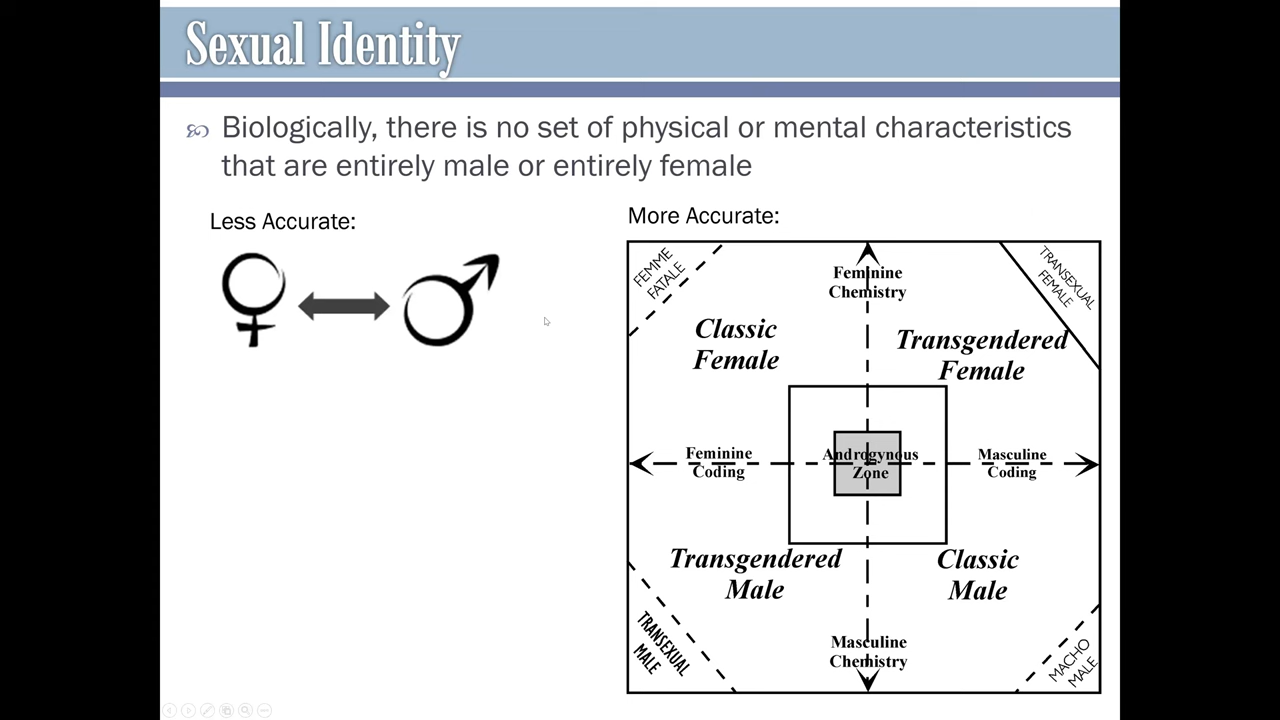 Sexual Identity
Biologically, there is no set of physical or mental characteristics
that are entirely male or entirely female
Less Accurate:
More Accurate:
FEMME
FATALE
Feminine
Chemistry
TRANSEXUAL
FEMALE
Classic
Female
Transgendered
Female
Feminine
Coding
Androgynous
Zone
Masculine
Coding
Transgendered
Male
Classic
Male
TRANSEXUAL
MALE
Masculine
Chemistry
MACHO
MALE